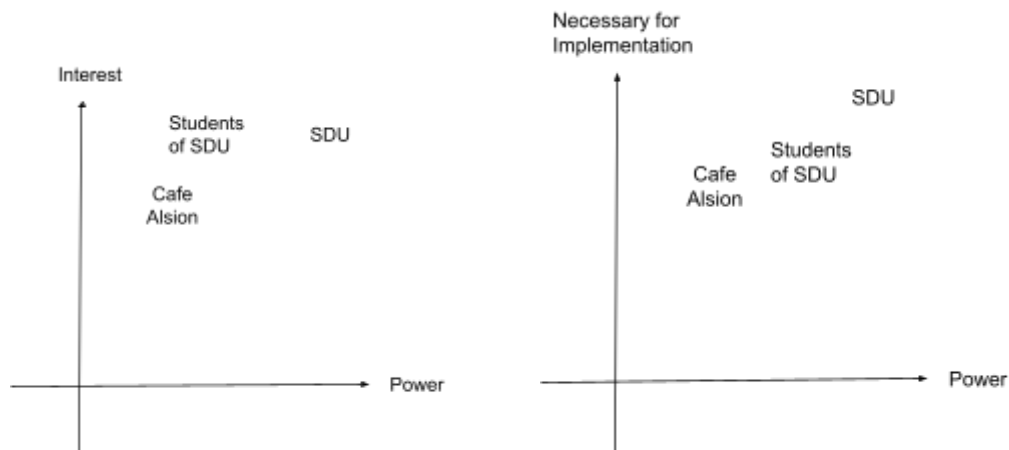 Interest
Students
of SDU
SDU
Cafe
Alsion
Power
Necessary for
Implementation
SDU
Students
of SDU
Cafe
Alsion
Power